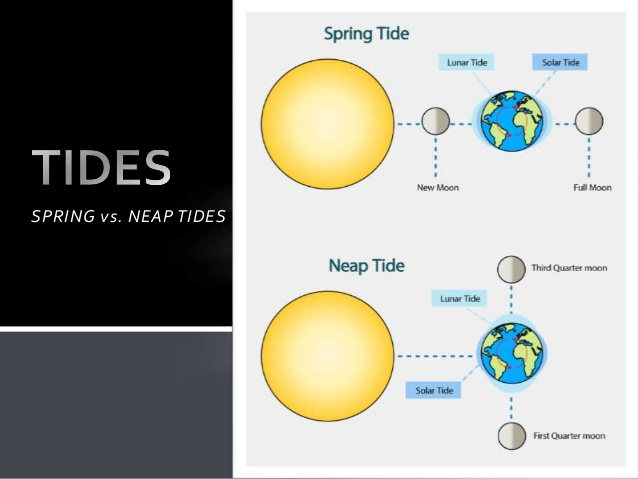 TIDES
SPRING vs. NEAP TIDES
Spring Tide
Lunar Tide
Solar Tide
New Moon
Full Moon
Neap Tide
Third Quarter moon
Lunar Tide
Solar Tide
First Quarter moon